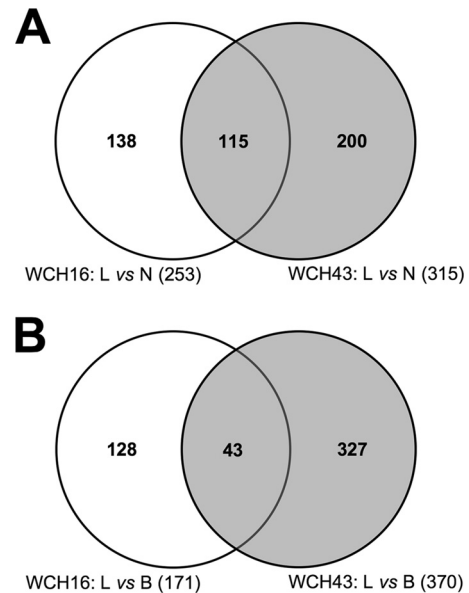 A
138 115 200
WCH16: L vs N (253) WCH43: L vs N (315)
B
128 43 327
WCH16: L vs B (171) WCH43: L vs B (370)